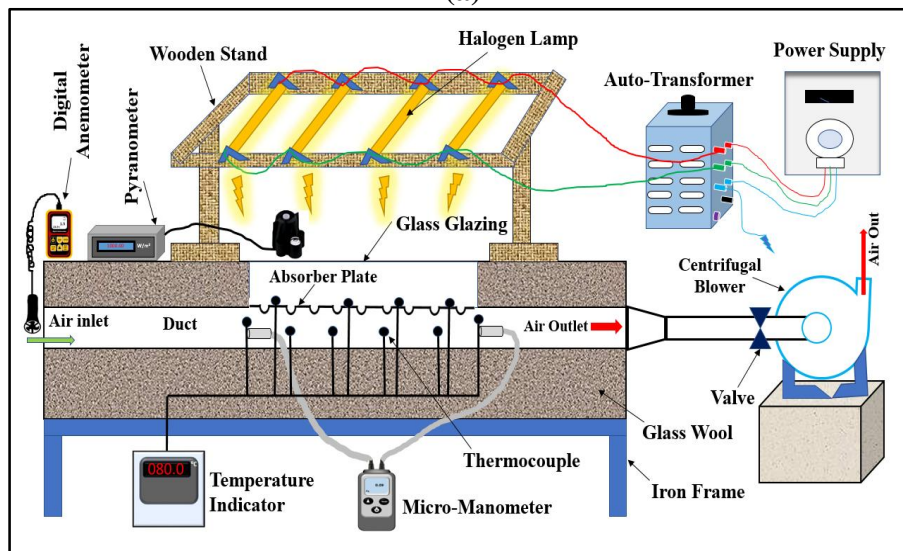 Wooden Stand
Halogen Lamp
Power Supply
Auto-Transformer
Digital
Anemometer
Pyranometer
W/m²
Glass Glazing
Absorber Plate
Air inlet
Duct
Air Outlet
Centrifugal
Blower
Air Out
Valve
Glass Wool
Thermocouple
Iron Frame
080.0
°C
Temperature
Indicator
Micro-Manometer